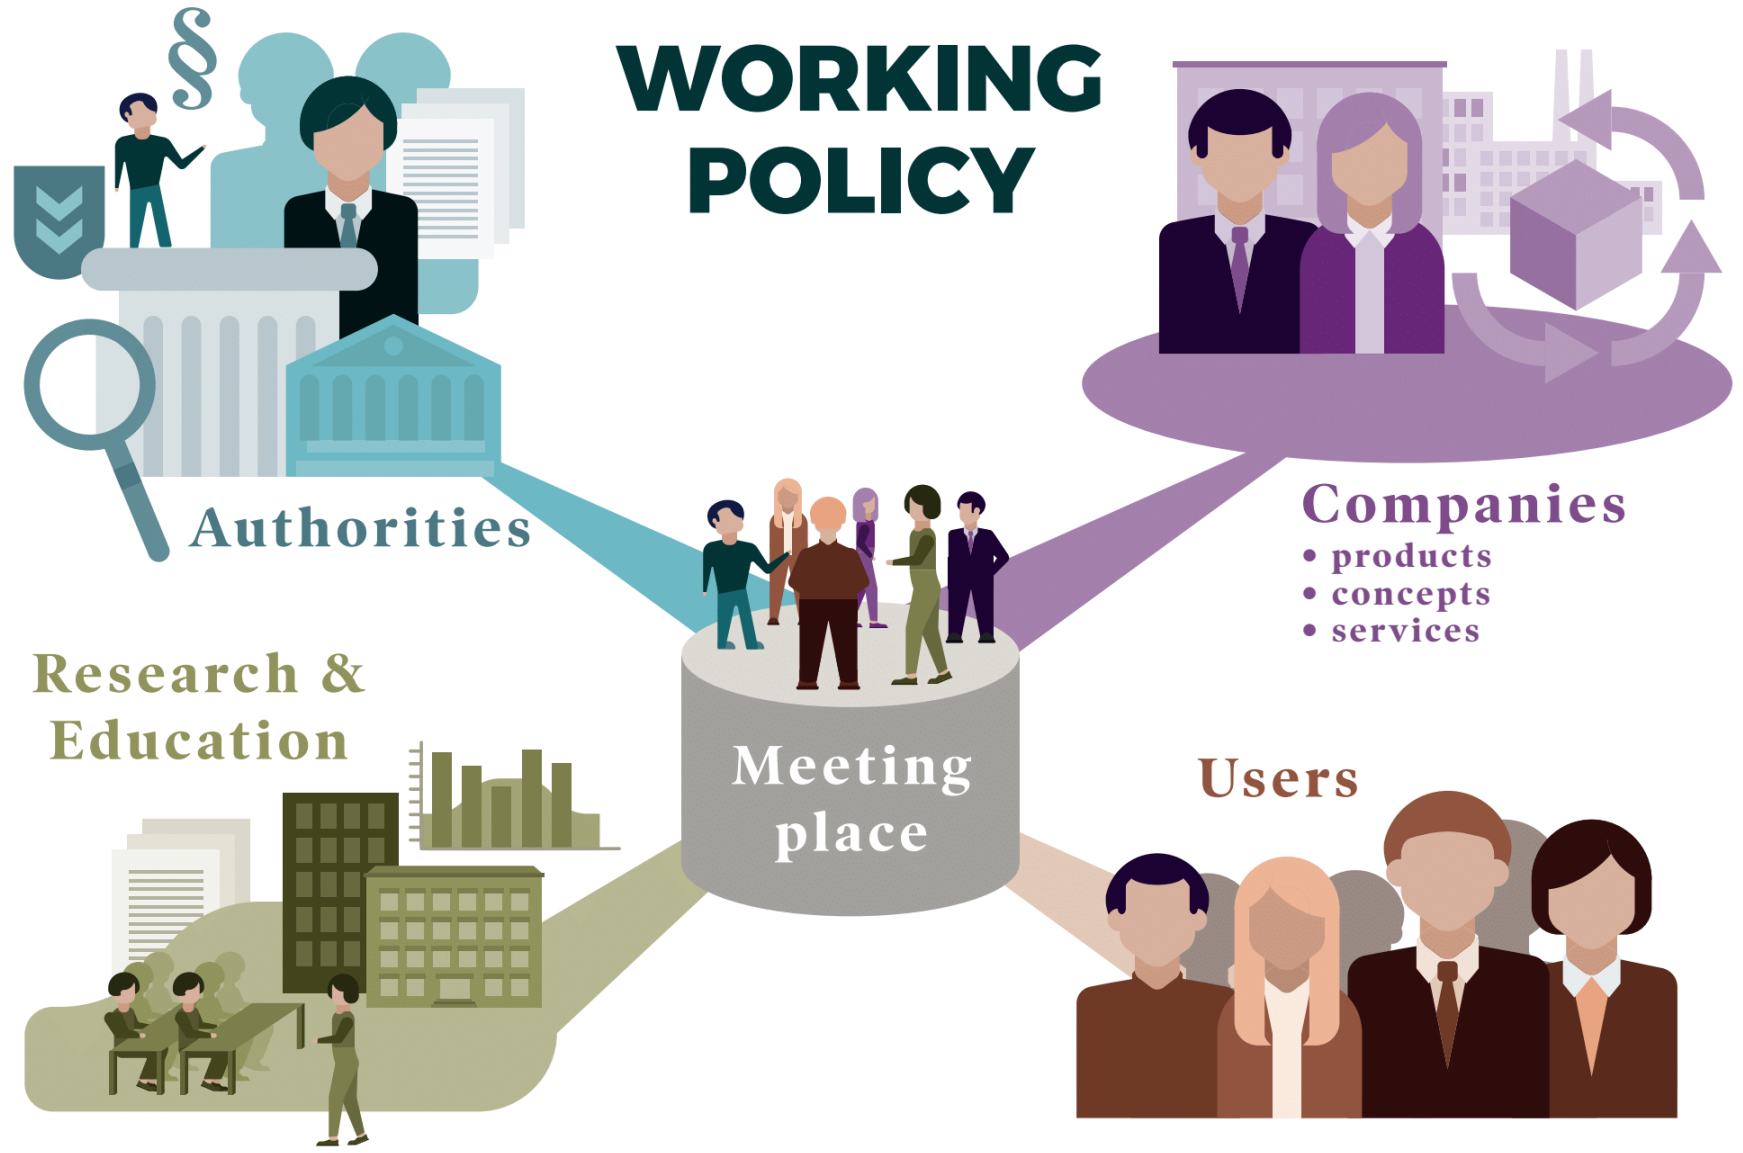 §
WORKING
POLICY
Authorities
Companies
• products
• concepts
• services
Research &
Education
Meeting
place
Users